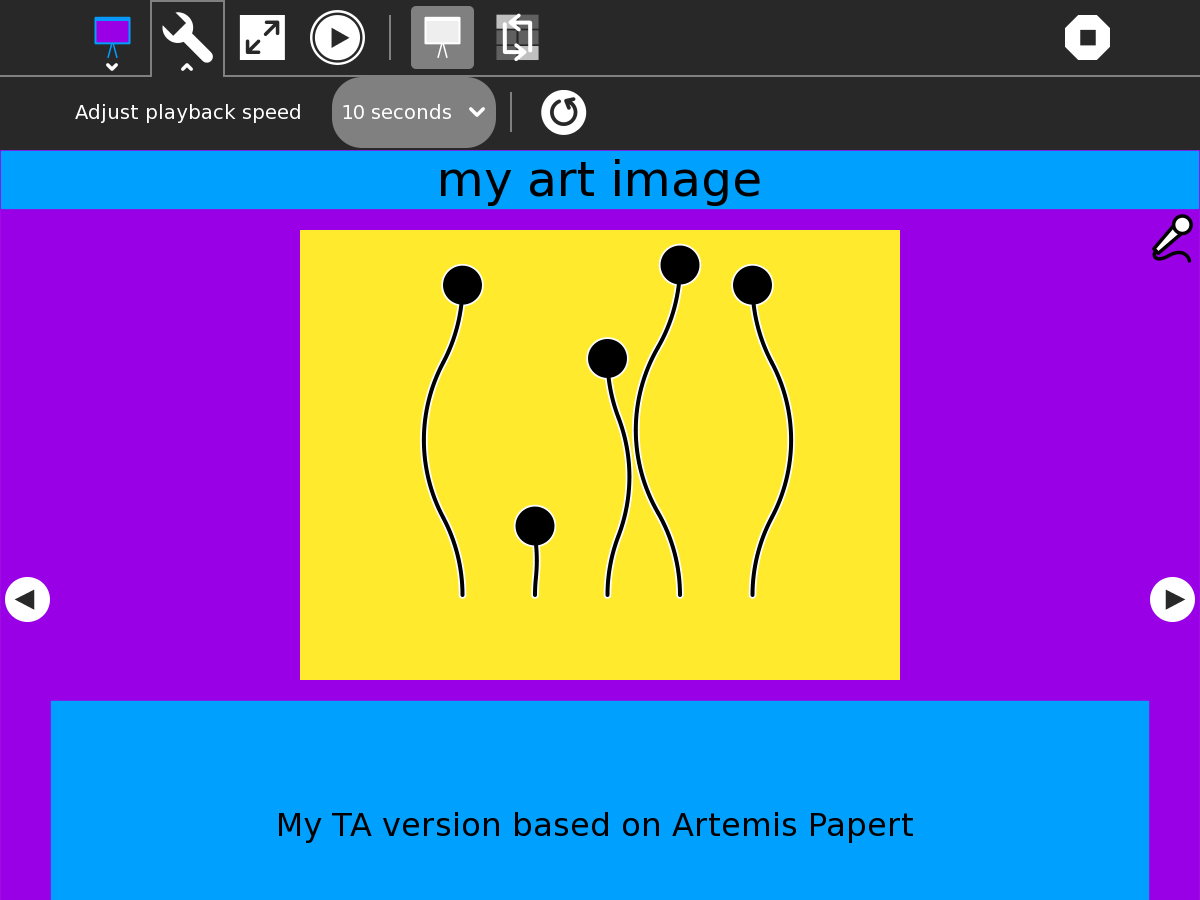 Adjust playback speed
10 seconds
my art image
My TA version based on Artemis Papert